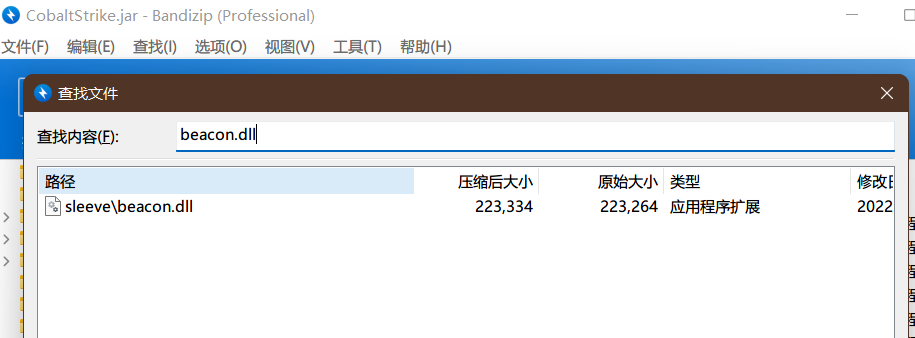 CobaltStrike.jar - Bandizip (Professional)
文件(F) 编辑(E) 查找(I) 选项(O) 视图(V) 工具(T) 帮助(H)
查找文件
查找内容(F): beacon.dll
路径 压缩后大小 原始大小 类型 修改日
sleeve\beacon.dll 223,334 223,264 应用程序扩展 2022